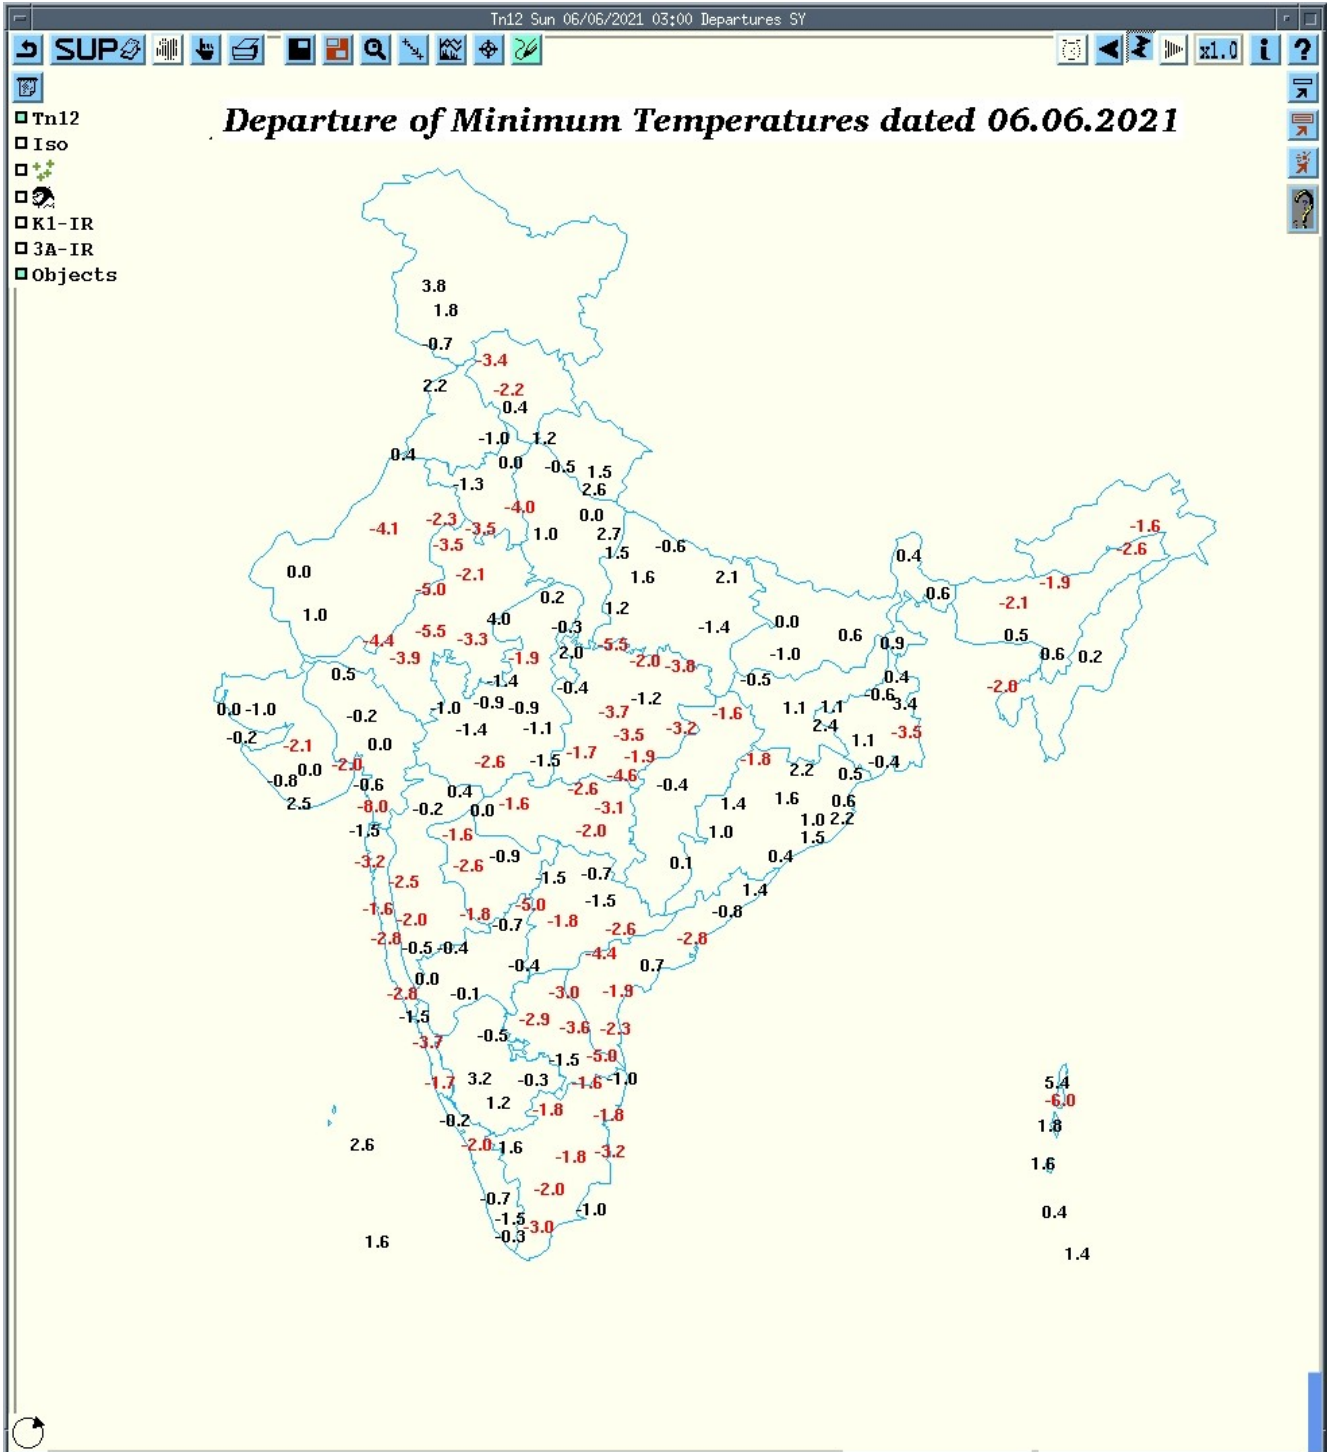 Tn12 Sun 06/06/2021 03:00 Departures SY
SUP x1.0 i ?
Departure of Minimum Temperatures dated 06.06.2021
Tn12
Iso
K1-IR
3A-IR
Objects
3.8
1.8
-0.7
-3.4
2.2 -2.2
0.4
-1.0 1.2
0.4 0.0 -0.5 1.5
-1.3 2.6
-4.0
-4.1 -2.3 -3.5 0.0 -1.6
1.0 2.7
-3.5 1.5 -0.6 -2.6
0.4
0.0 -2.1 1.6 2.1 -1.9
-5.0 0.2 0.6 -2.1
1.0 4.0 1.2
-5.5 -0.3 -1.4 0.0 0.6 0.5
-4.4 -3.3 -5.5 0.9
-3.9 -1.9 2.0 -2.0 -3.8 -1.0 0.6 0.2
0.5 -1.4 -0.4 -0.5 0.4 -2.0
0.0 -1.0 -1.0 -0.9 -0.9 -1.2 -0.6
-0.2 -3.7 -1.6 1.1 1.1 3.4
-0.2 -1.4 -1.1 -3.5 -3.2 2.4 -3.5
-2.1 0.0 1.1
-2.0 -2.6 -1.5 -1.7 -1.9 -1.8 -0.4
0.0 -4.6 2.2 0.5
-0.8 -0.6 0.4 -2.6 -0.4
2.5 -8.0 -0.2 0.0 -1.6 -3.1 1.4 1.6 0.6
-1.5 -1.6 -2.0 1.0 1.0 2.2
1.5
-3.2 -2.6 -0.9 0.1 0.4
-2.5 -1.5 -0.7
1.4
-1.6 -2.0 -1.8 -5.0 -1.5 -0.8
-0.7 -1.8 -2.6
-2.8 -0.5 -0.4 -2.8
-4.4
-0.4 0.7
0.0
-2.8 -0.1 -3.0 -1.9
-1.5 -2.9
-0.5 -3.6 -2.3
-3.7
-1.5 -5.0
-1.7 3.2 -0.3 -1.6 -1.0 5.4
1.2 -1.8 -6.0
-0.2 -1.8 1.8
2.6 -2.0 1.6 -1.8 -3.2
1.6
-0.7 -2.0
-1.5 -1.0 0.4
-3.0
-0.3
1.6 1.4